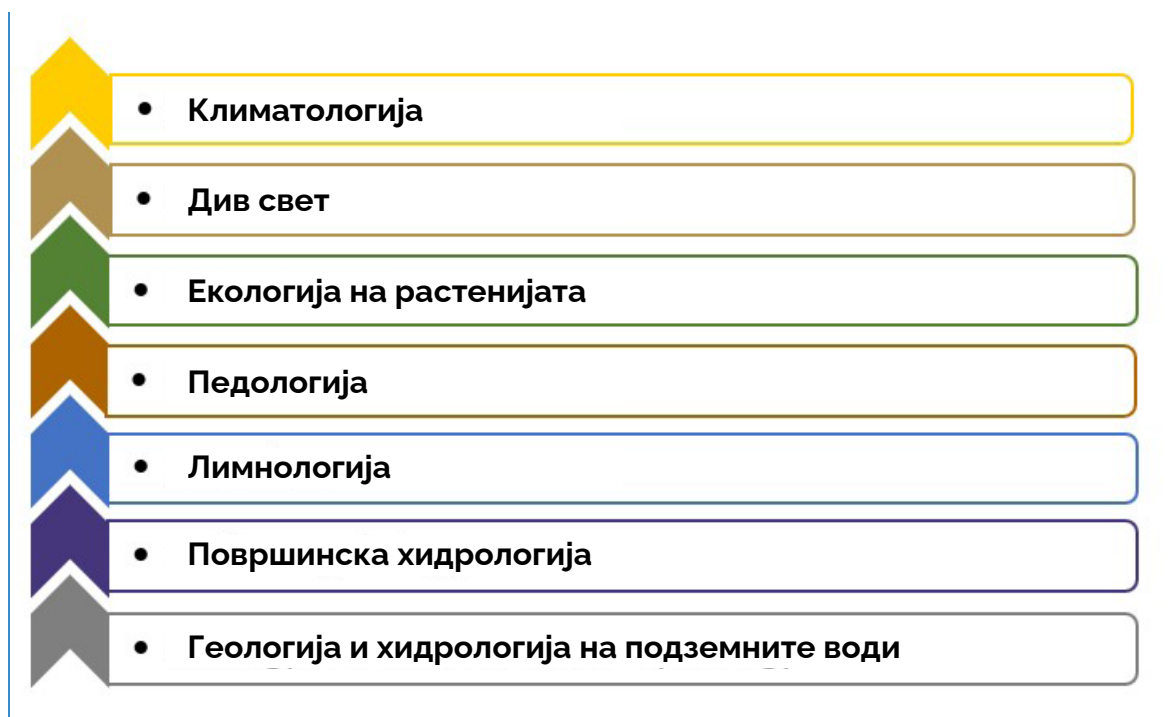 • Климатологија
• Див свет
• Екологија на растенијата
• Педологија
• Лимнологија
• Површинска хидрологија
• Геологија и хидрологија на подземните води